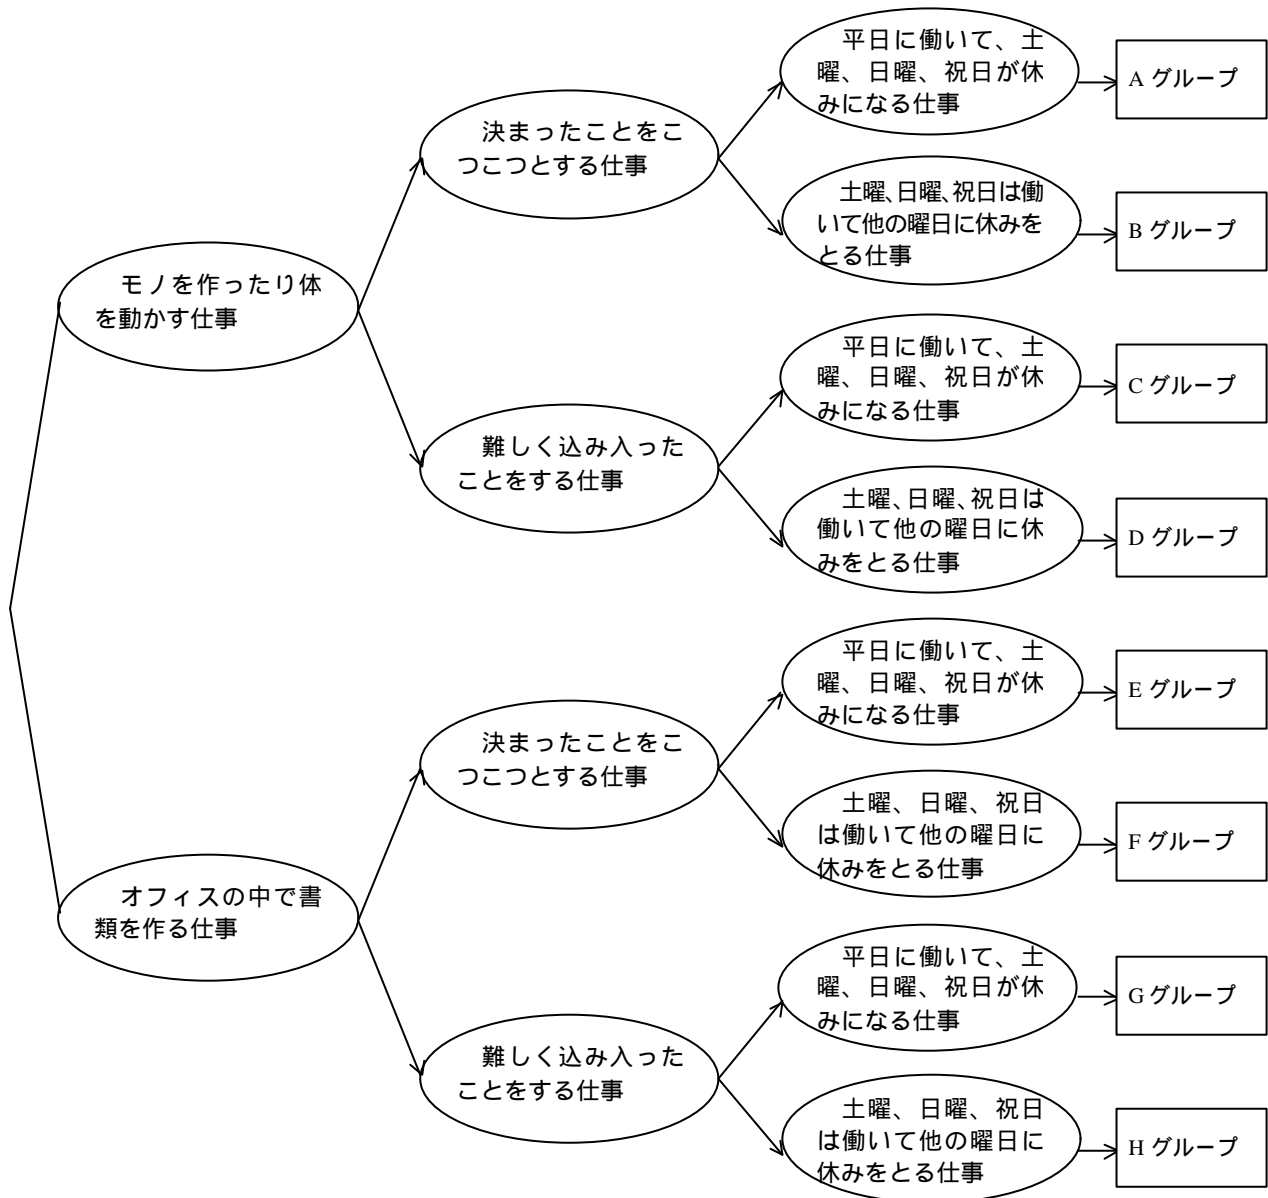 モノを作ったり体
を動かす仕事
決まったことをこ
つこつとする仕事
平日に働いて、土
曜、日曜、祝日が休
みになる仕事
A グループ
土曜、日曜、祝日は働
いて他の曜日に休みを
とる仕事
B グループ
難しく込み入った
ことをする仕事
平日に働いて、土
曜、日曜、祝日が休
みになる仕事
C グループ
土曜、日曜、祝日は
働いて他の曜日に休
みをとる仕事
D グループ
オフィスの中で書
類を作る仕事
決まったことをこ
つこつとする仕事
平日に働いて、土
曜、日曜、祝日が休
みになる仕事
E グループ
土曜、日曜、祝日
は働いて他の曜日に
休みをとる仕事
F グループ
難しく込み入った
ことをする仕事
平日に働いて、土
曜、日曜、祝日が休
みになる仕事
G グループ
土曜、日曜、祝日
は働いて他の曜日に
休みをとる仕事
H グループ